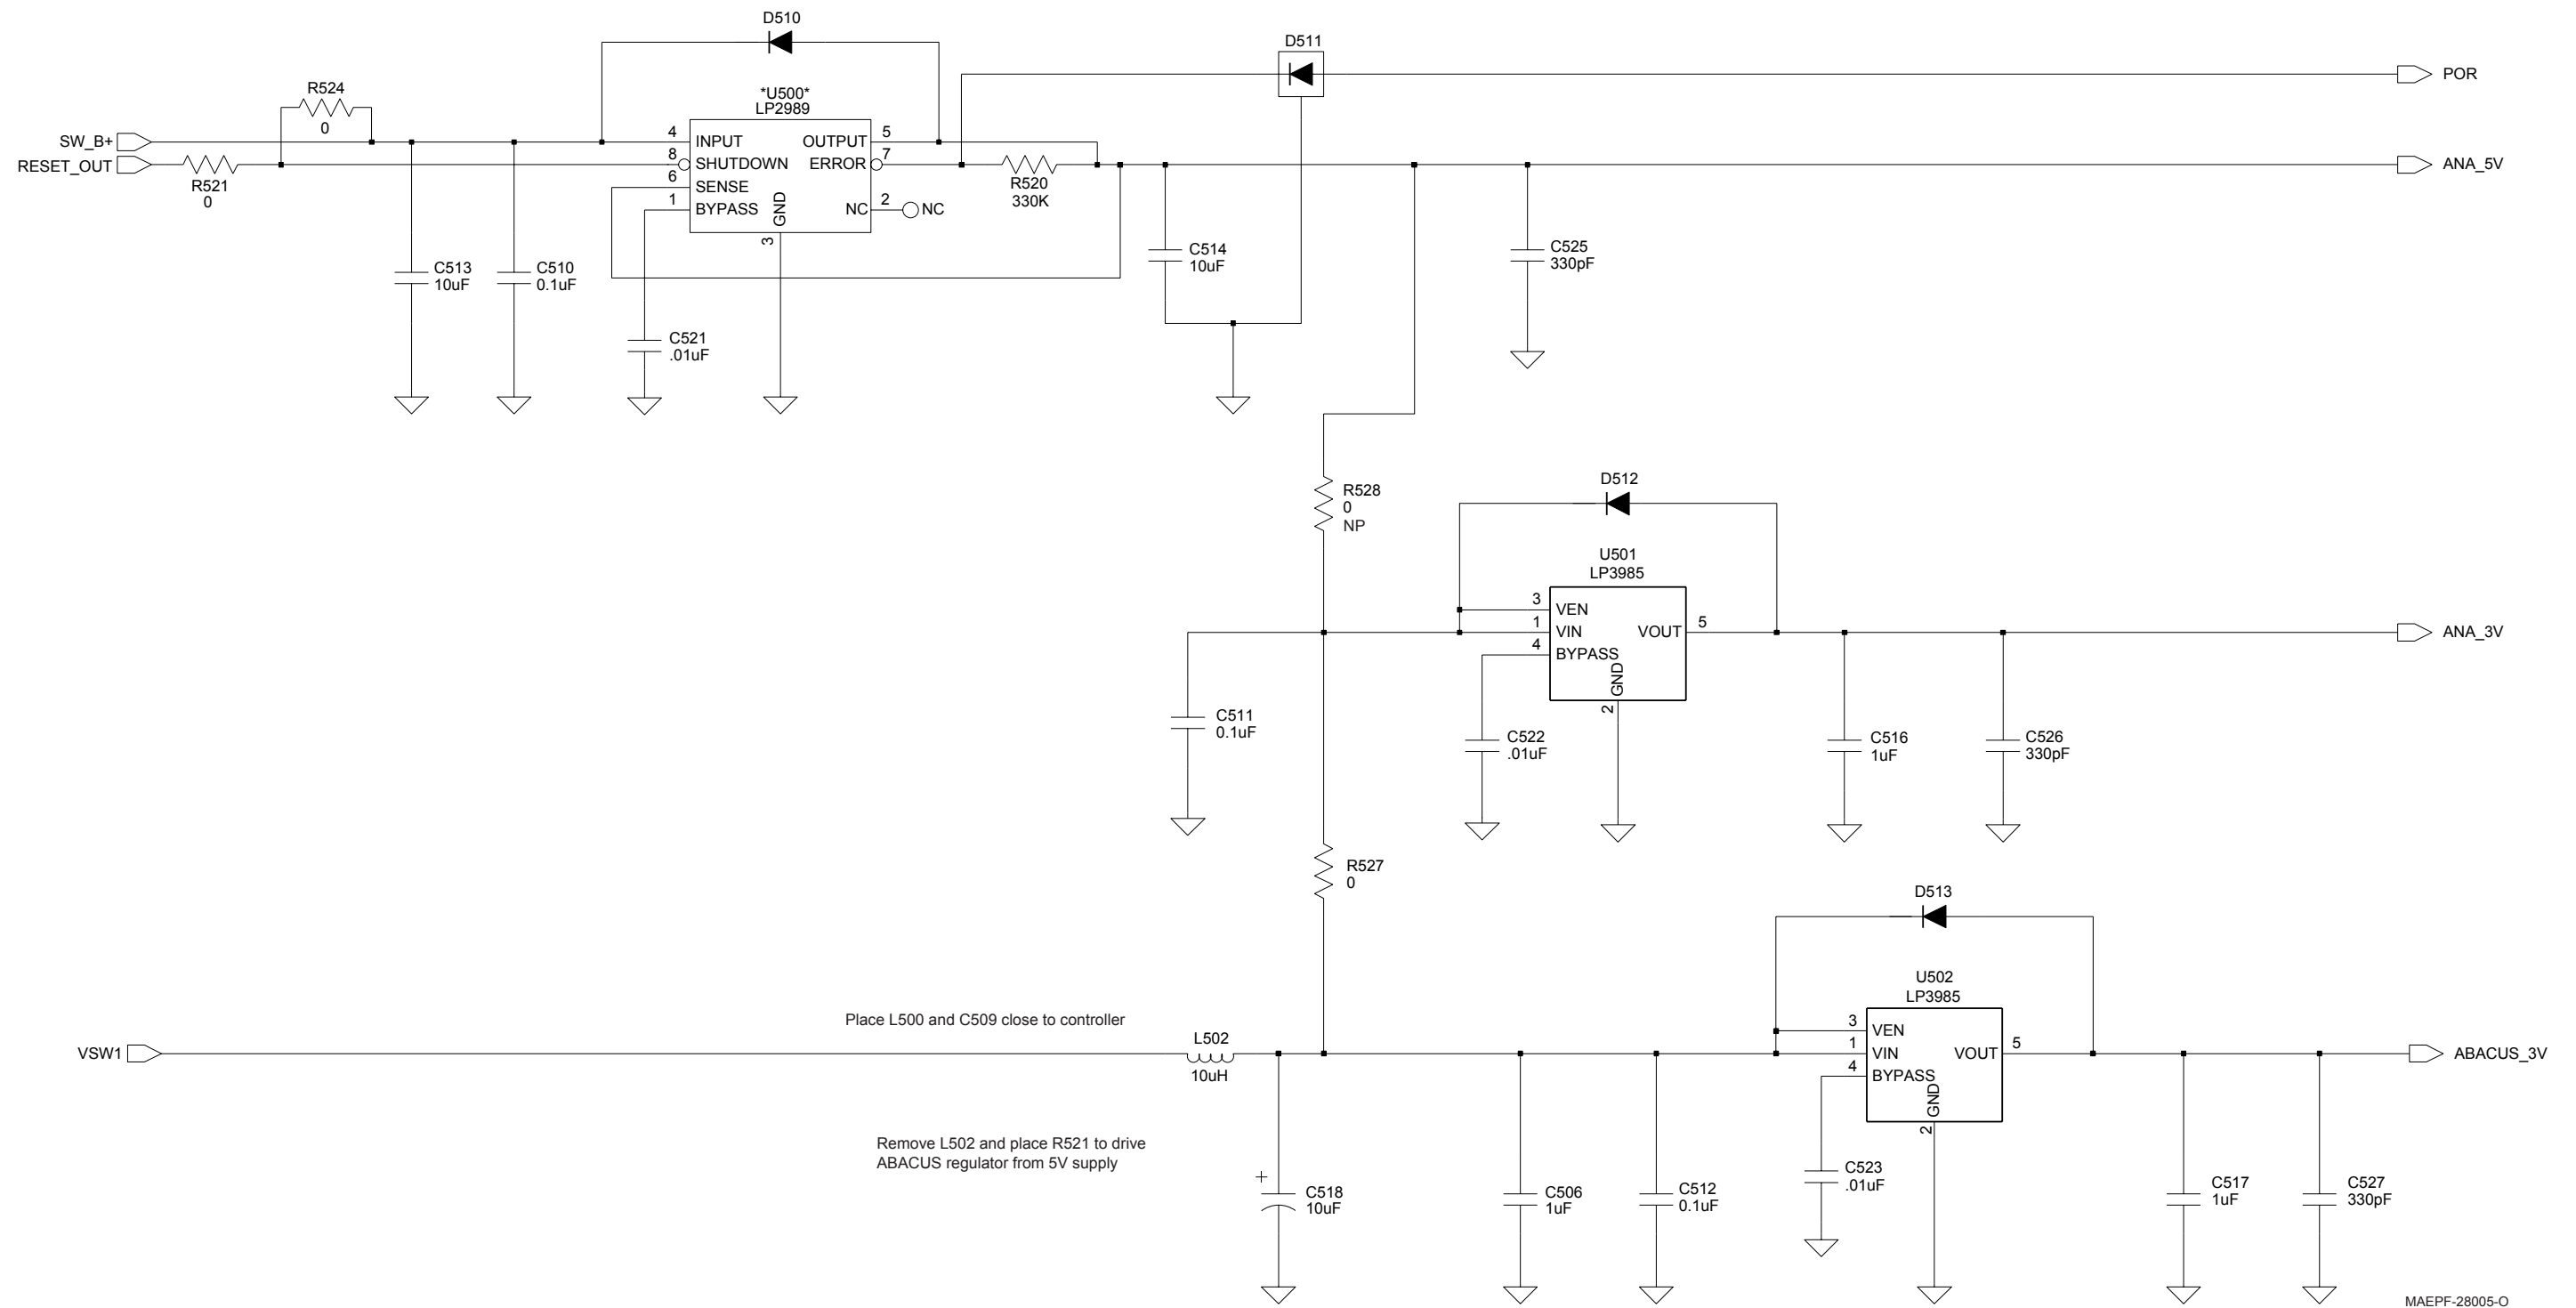 D510
D511
POR
R524
0
*U500*
LP2989
SW_B+
4 INPUT OUTPUT 5
RESET_OUT
8 SHUTDOWN ERROR 7
6 SENSE
1 BYPASS NC 2 NC
GND
3
R521
0
R520
330K
ANA_5V
C513
10uF
C510
0.1uF
C514
10uF
C525
330pF
C521
.01uF
D512
R528
0
NP
U501
LP3985
3 VEN
1 VIN VOUT 5
4 BYPASS
GND
2
ANA_3V
C511
0.1uF
C522
.01uF
C516
1uF
C526
330pF
R527
0
D513
U502
LP3985
Place L500 and C509 close to controller
VSW1
L502
10uH
3 VEN
1 VIN VOUT 5
4 BYPASS
GND
2
ABACUS_3V
Remove L502 and place R521 to drive
ABACUS regulator from 5V supply
+
C518
10uF
C506
1uF
C512
0.1uF
C523
.01uF
C517
1uF
C527
330pF
MAEPF-28005-O